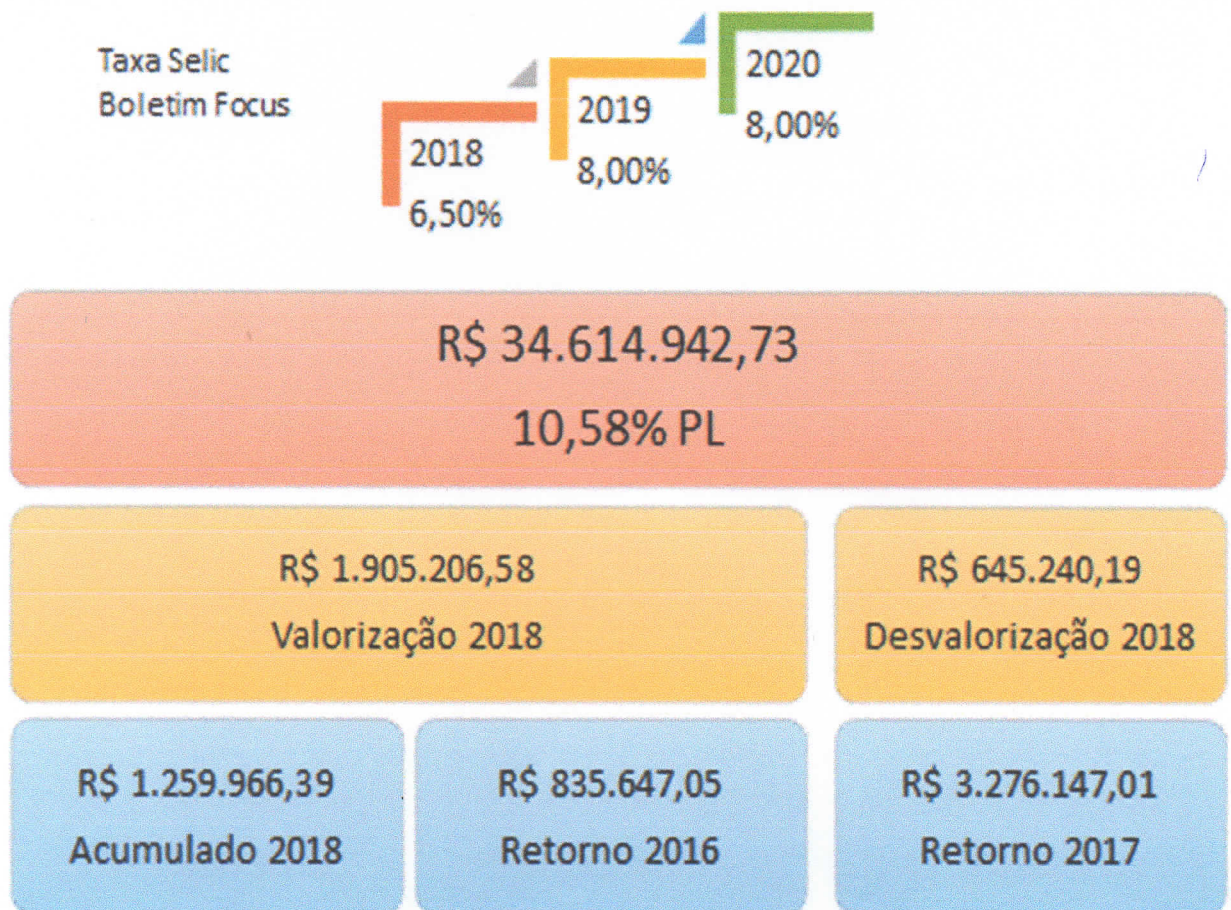 Taxa Selic
Boletim Focus
2018
6,50%
2019
8,00%
2020
8,00%
R$ 34.614.942,73
10,58% PL
R$ 1.905.206,58
Valorização 2018
R$ 645.240,19
Desvalorização 2018
R$ 1.259.966,39
Acumulado 2018
R$ 835.647,05
Retorno 2016
R$ 3.276.147,01
Retorno 2017